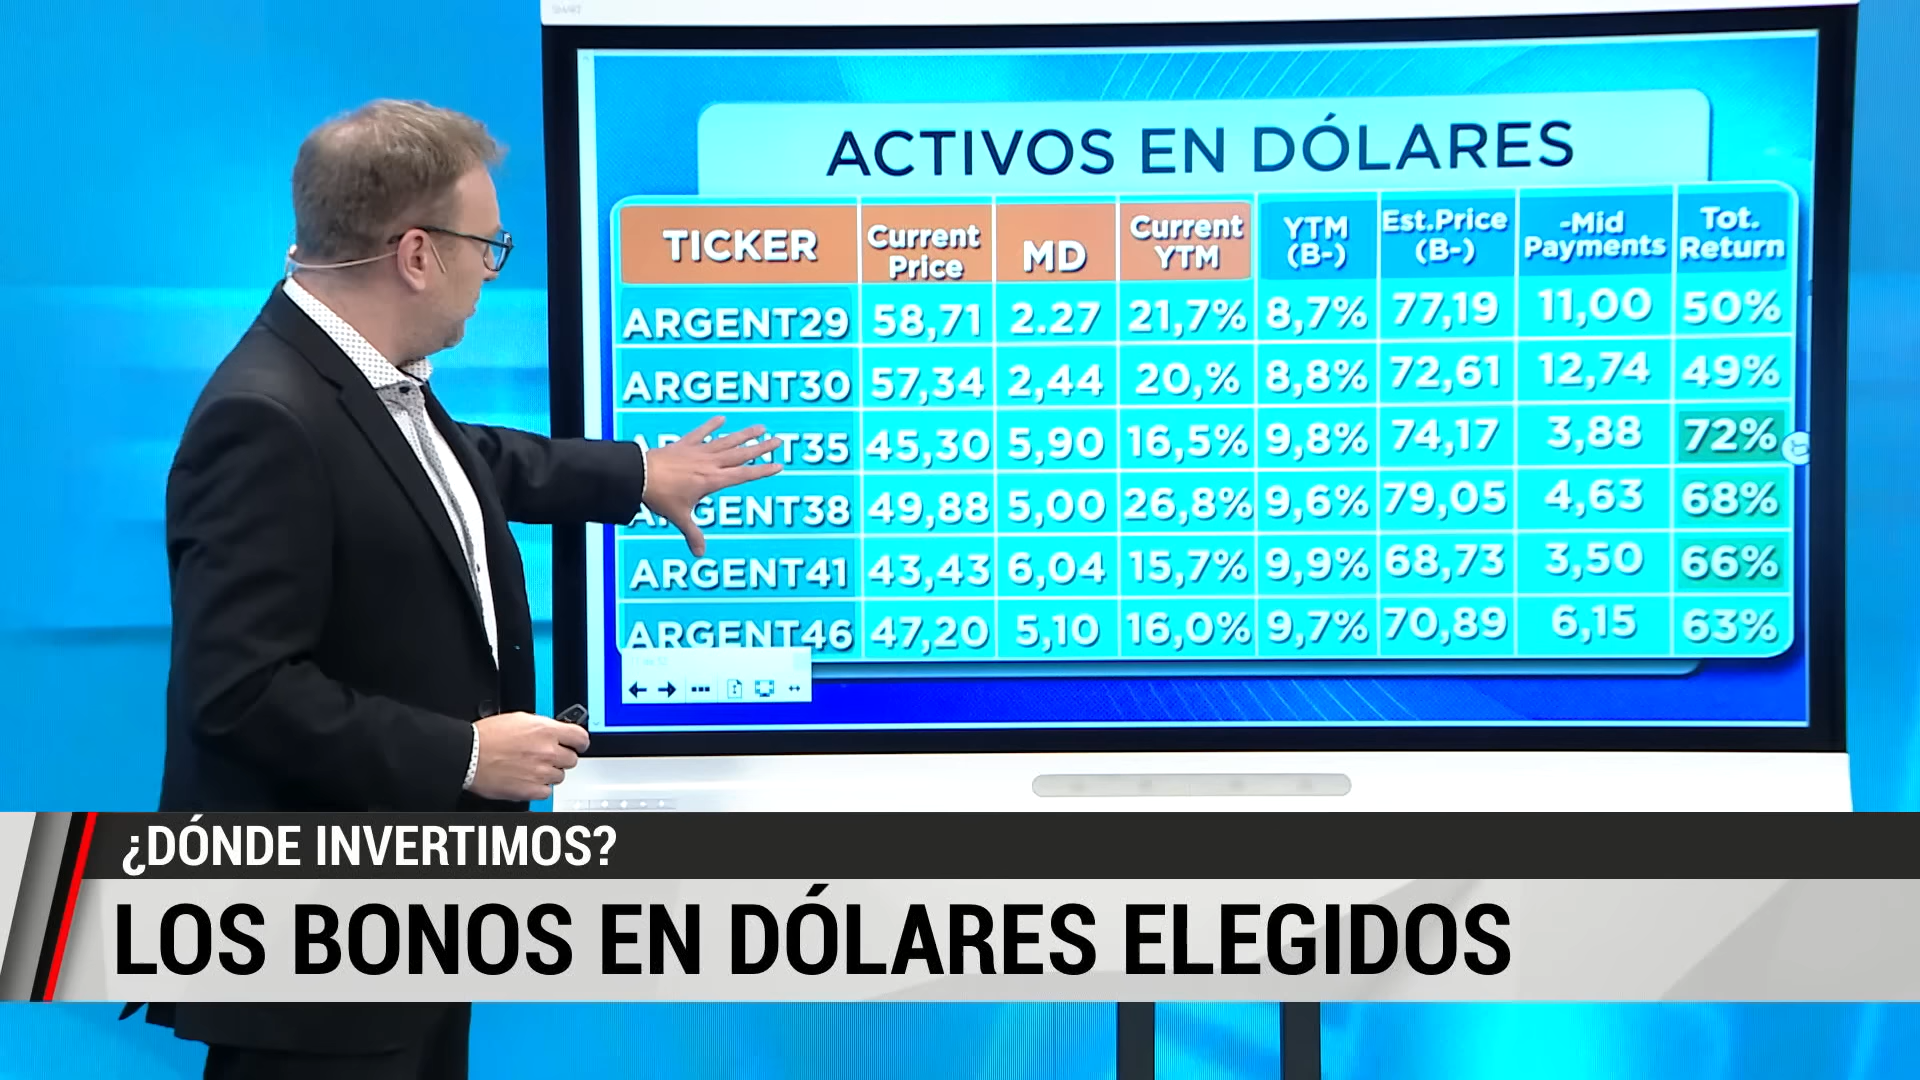 SMART
ACTIVOS EN DÓLARES
TICKER Current Price MD Current YTM YTM (B-) Est.Price (B-) -Mid Payments Tot. Return
ARGENT29 58,71 2.27 21,7% 8,7% 77,19 11,00 50%
ARGENT30 57,34 2,44 20,% 8,8% 72,61 12,74 49%
T35 45,30 5,90 16,5% 9,8% 74,17 3,88 72%
GENT38 49,88 5,00 26,8% 9,6% 79,05 4,63 68%
ARGENT41 43,43 6,04 15,7% 9,9% 68,73 3,50 66%
ARGENT46 47,20 5,10 16,0% 9,7% 70,89 6,15 63%
¿DÓNDE INVERTIMOS?
LOS BONOS EN DÓLARES ELEGIDOS